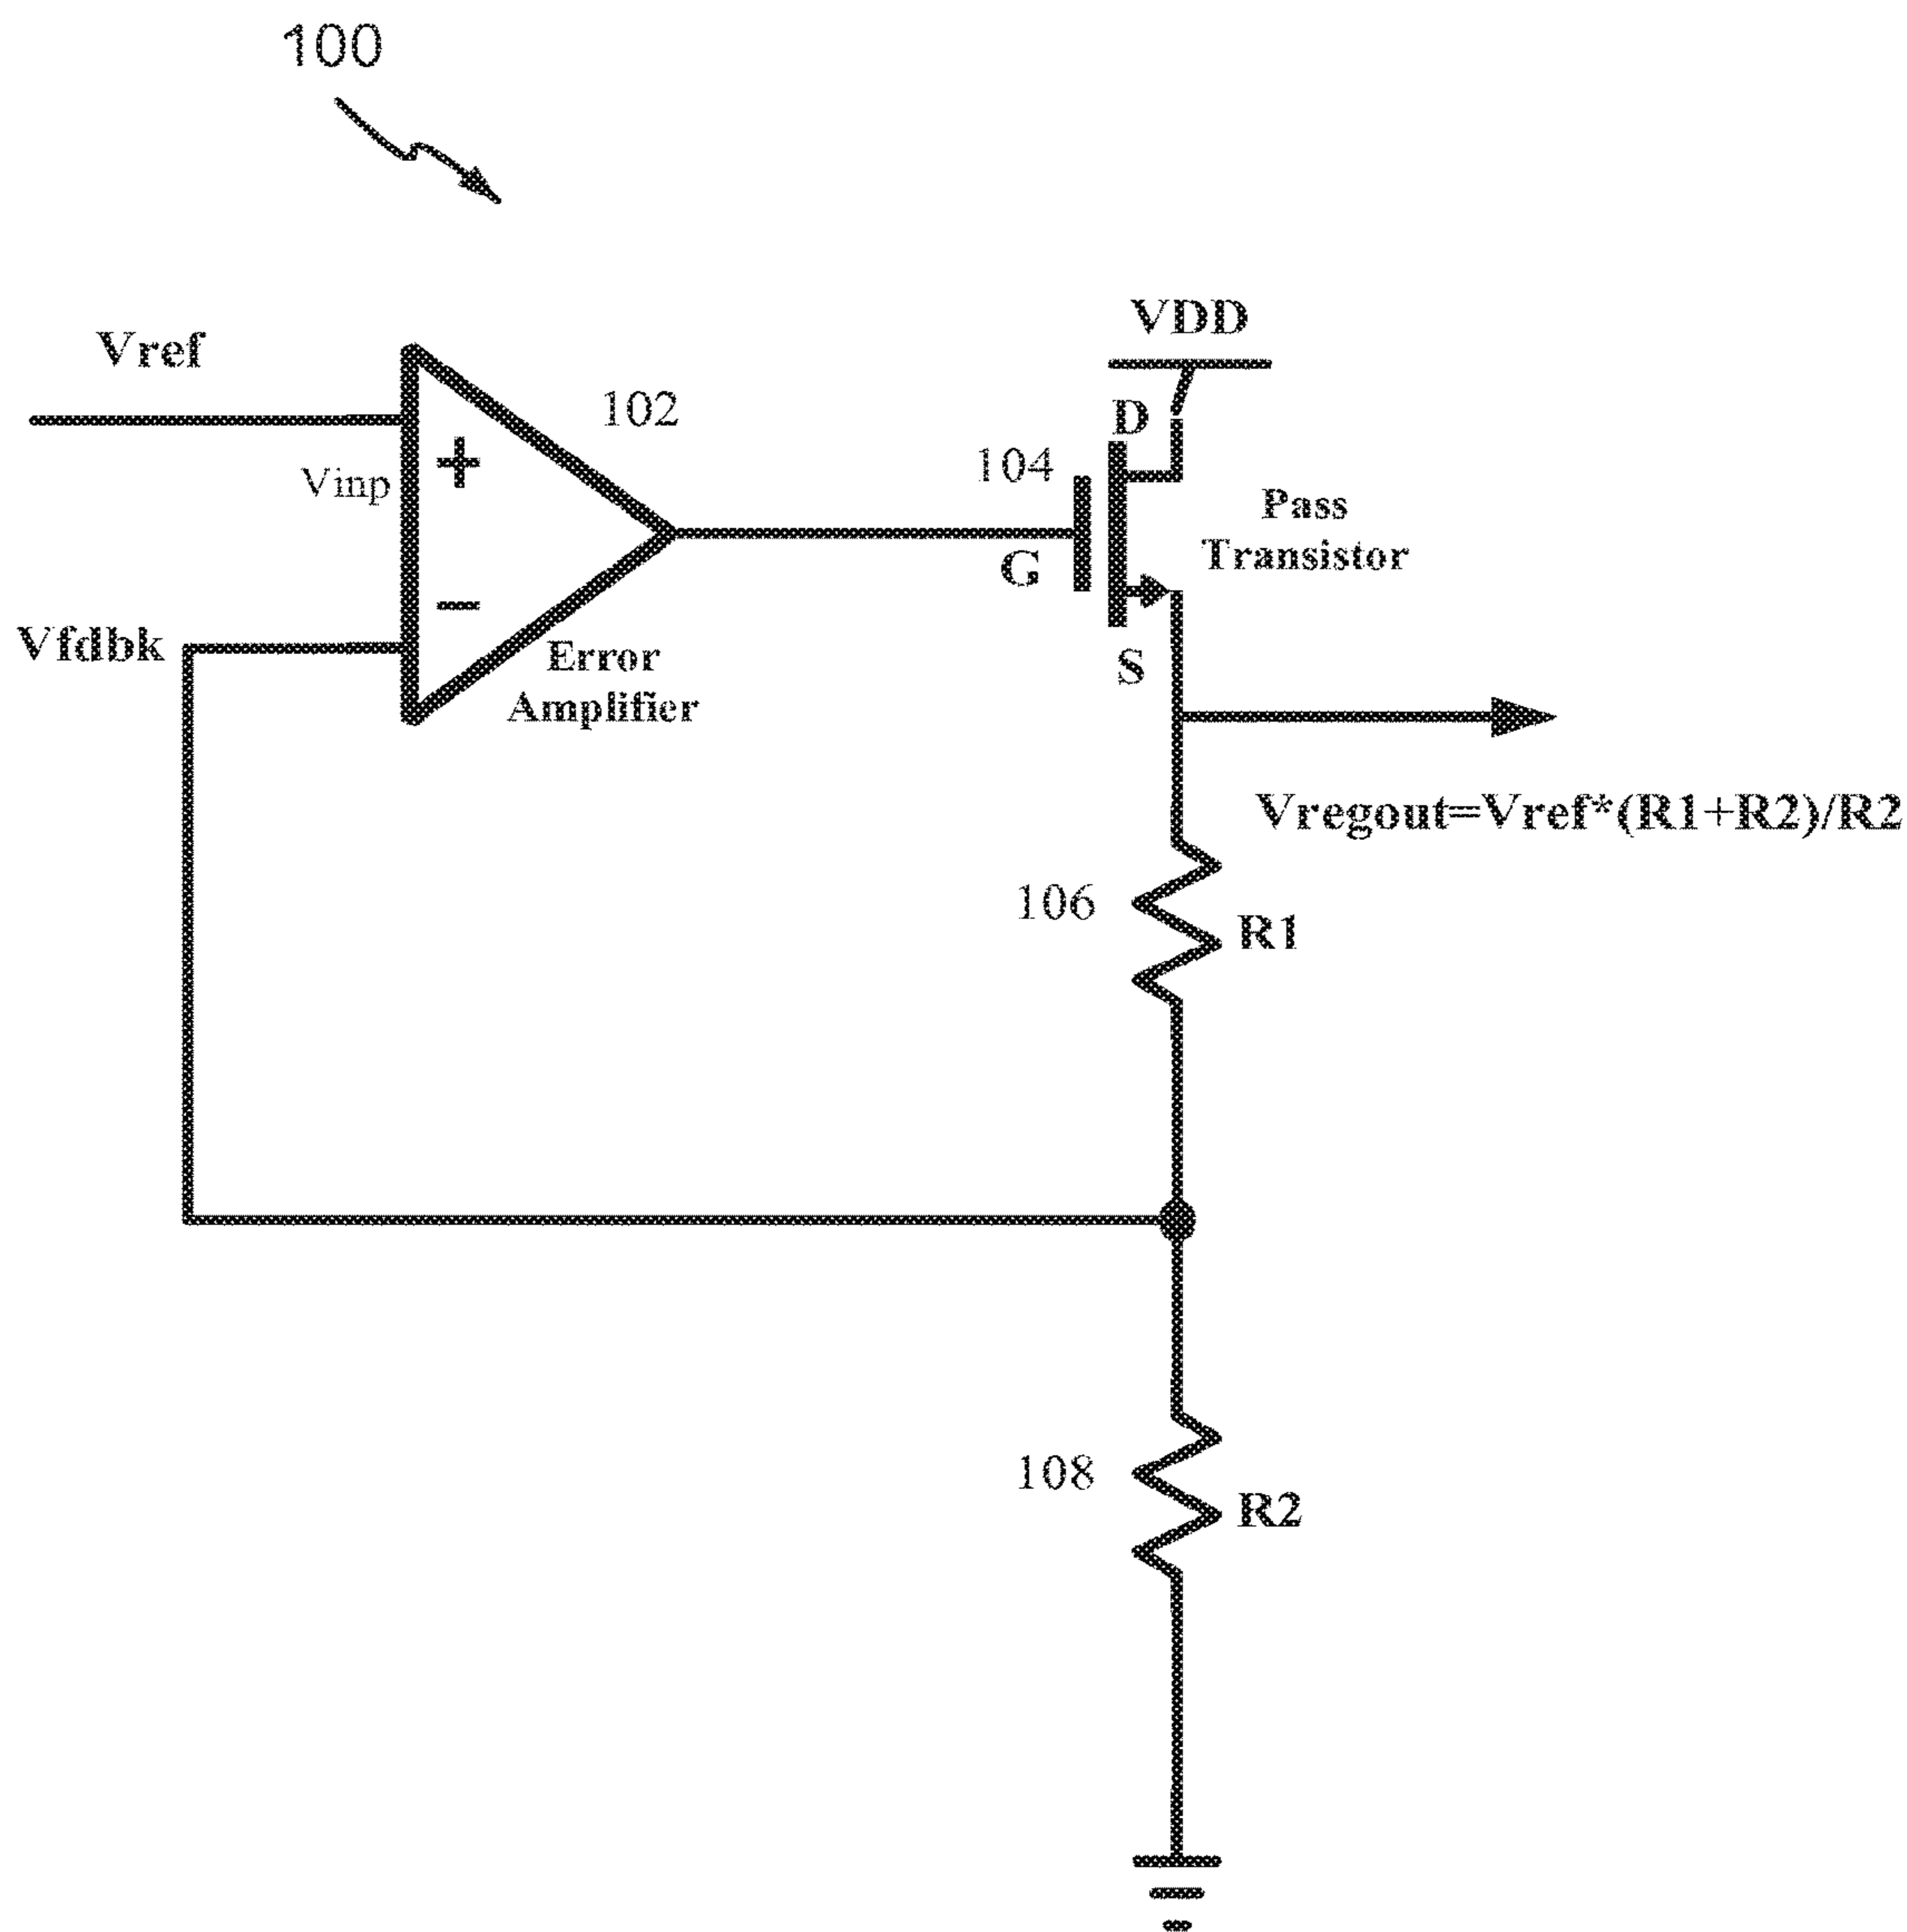 100
Vref
Vinp
+
−
102
Vfdbk
Error
Amplifier
VDD
D
104
G
S
Pass
Transistor
Vregout=Vref*(R1+R2)/R2
106
R1
108
R2